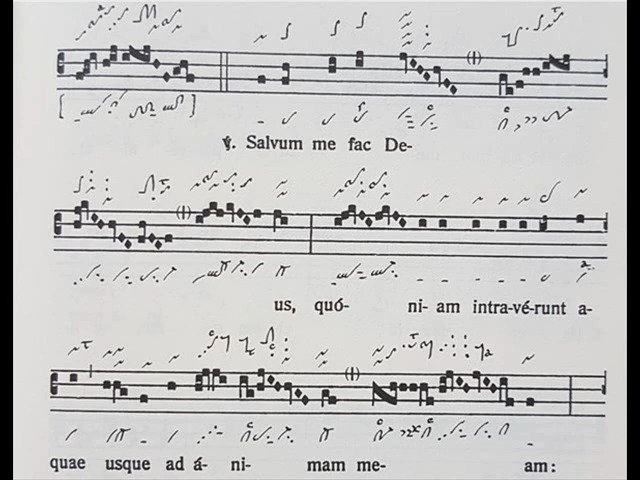 ℣. Salvum me fac De-
us, quó- ni- am intra-vé-runt a-
quae usque ad á- ni- mam me- am: